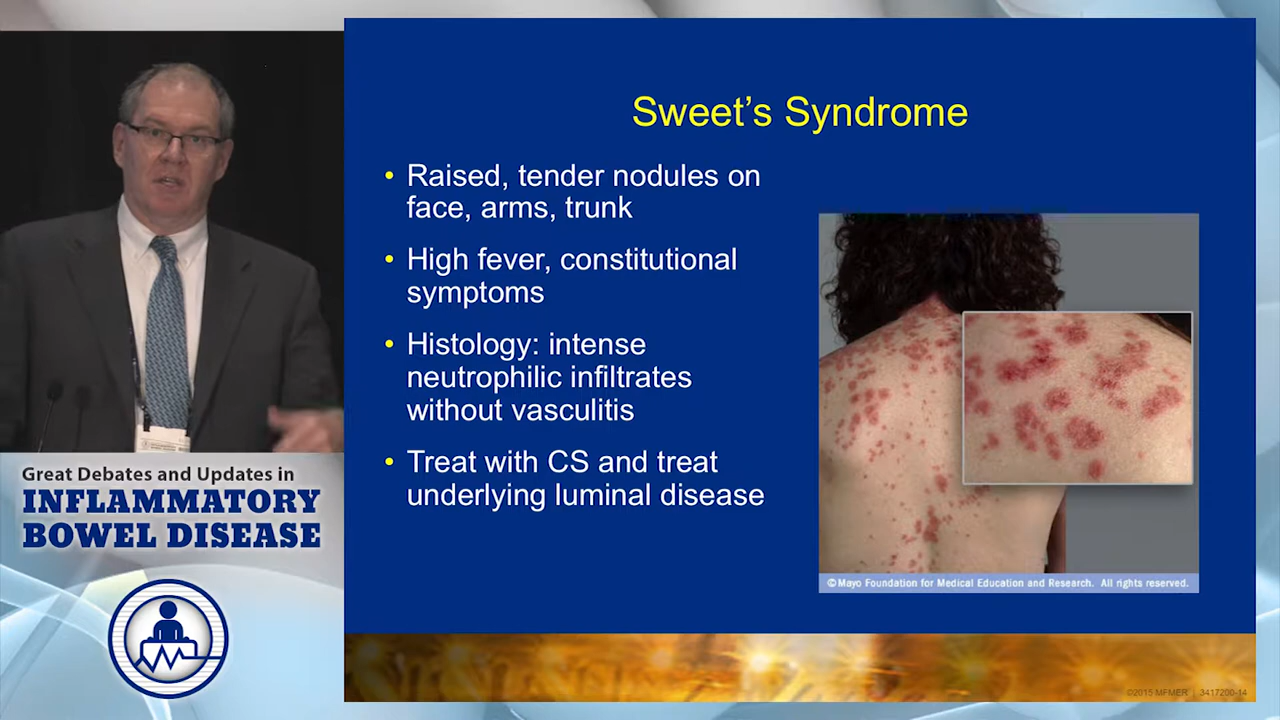 Sweet's Syndrome
• Raised, tender nodules on
face, arms, trunk
• High fever, constitutional
symptoms
• Histology: intense
neutrophilic infiltrates
without vasculitis
• Treat with CS and treat
underlying luminal disease
©Mayo Foundation for Medical Education and Research. All rights reserved.
©2015 MFMER | 3417200-14
Great Debates and Updates in
INFLAMMATORY
BOWEL DISEASE